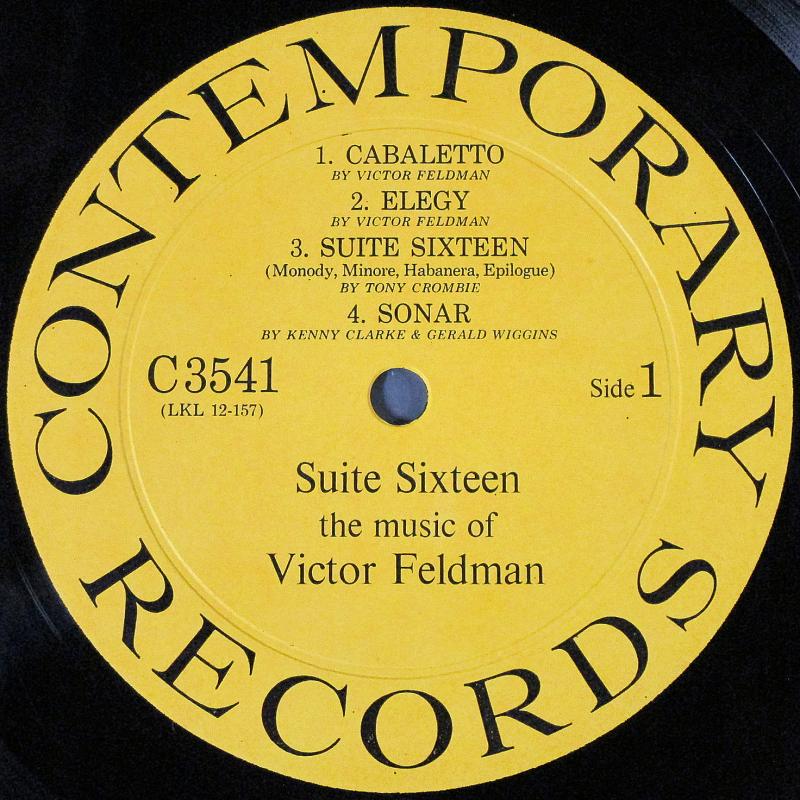 CONTEMPORARY
1. CABALETTO
BY VICTOR FELDMAN
2. ELEGY
BY VICTOR FELDMAN
3. SUITE SIXTEEN
(Monody, Minore, Habanera, Epilogue)
BY TONY CROMBIE
4. SONAR
BY KENNY CLARKE & GERALD WIGGINS
C3541
(LKL 12-157)
Side 1
Suite Sixteen
the music of
Victor Feldman
RECORDS